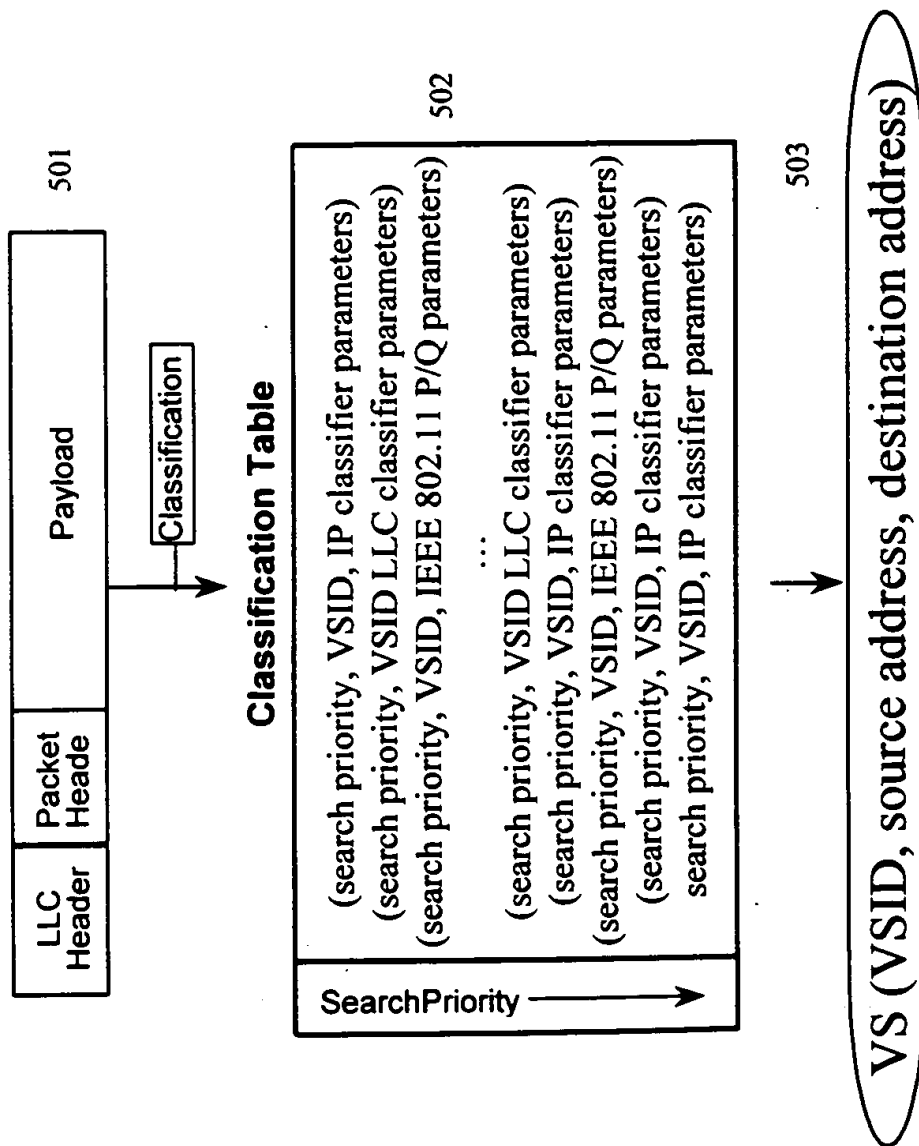 LLC
Header
Packet
Heade
Payload
501
Classification
Classification Table
502
SearchPriority
(search priority, VSID, IP classifier parameters)
(search priority, VSID LLC classifier parameters)
(search priority, VSID, IEEE 802.11 P/Q parameters)
...
(search priority, VSID LLC classifier parameters)
(search priority, VSID, IP classifier parameters)
(search priority, VSID, IEEE 802.11 P/Q parameters)
(search priority, VSID, IP classifier parameters)
search priority, VSID, IP classifier parameters)
503
VS (VSID, source address, destination address)